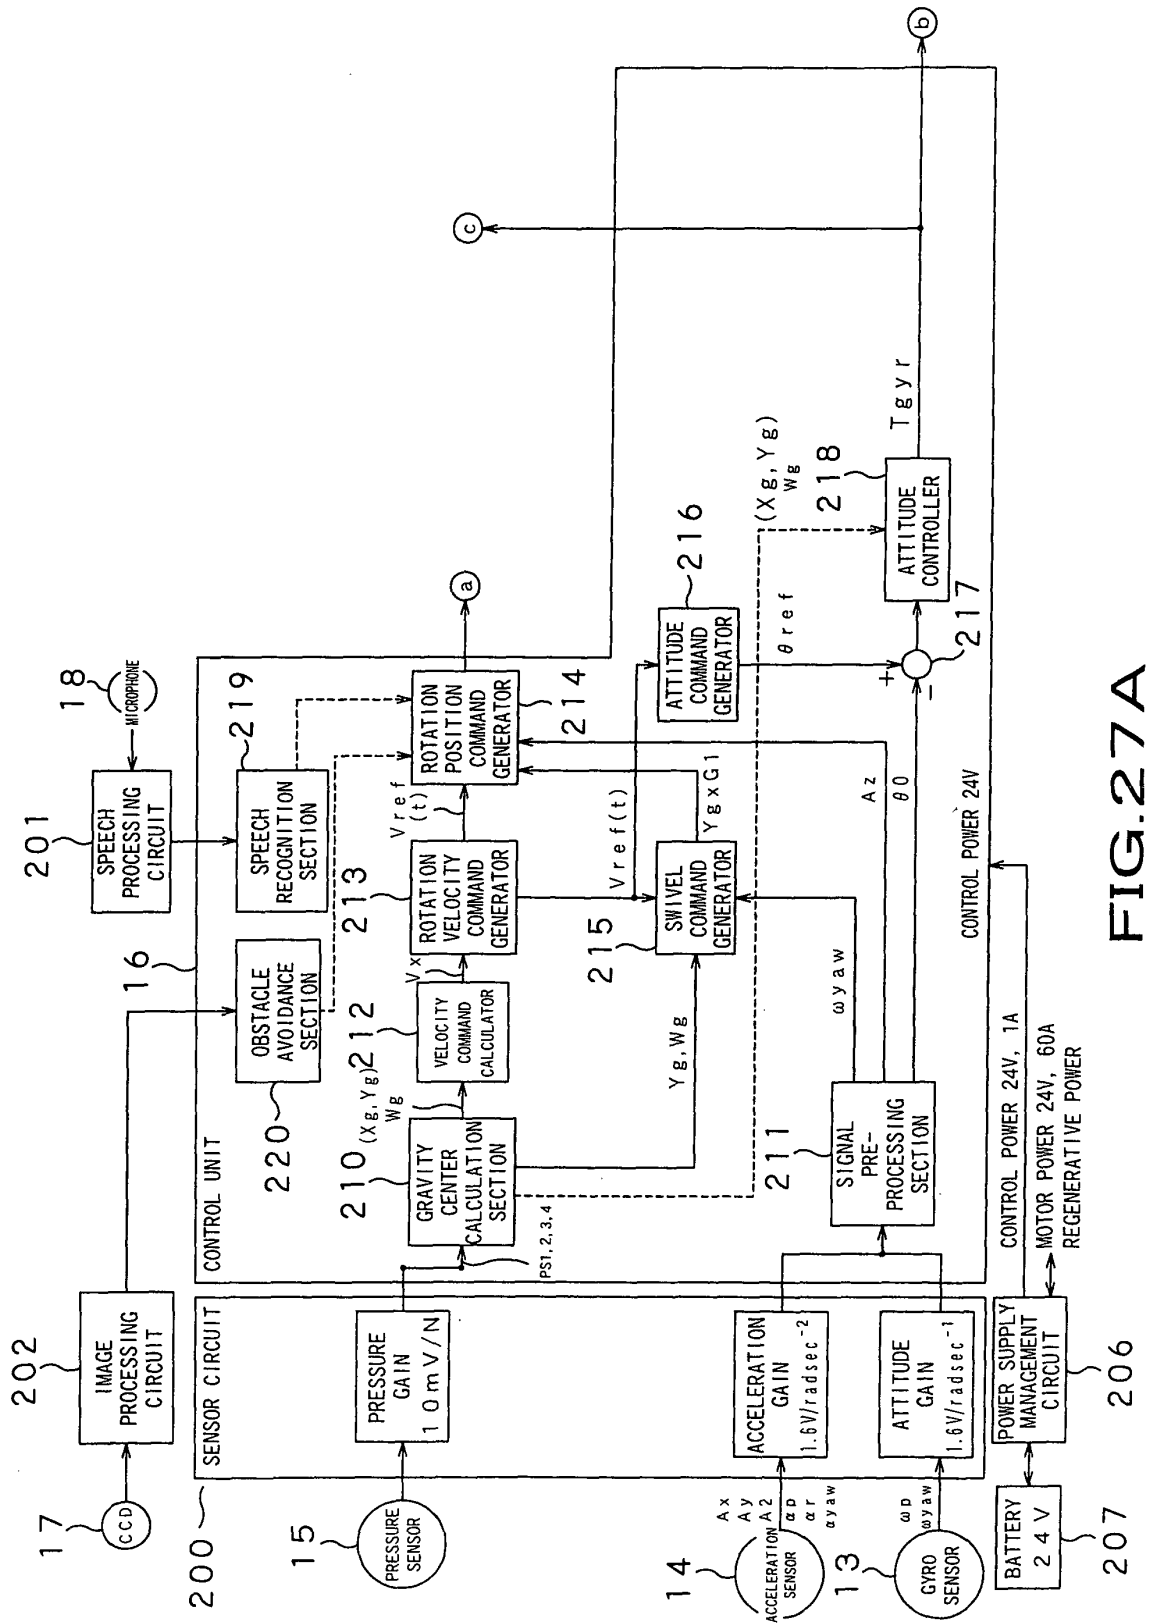 17
CCD
202
IMAGE
PROCESSING
CIRCUIT
201
SPEECH
PROCESSING
CIRCUIT
18
MICROPHONE
200
SENSOR CIRCUIT
15
PRESSURE
SENSOR
PRESSURE
GAIN
10mV/N
14
ACCELERATION
SENSOR
Ax
Ay
A2
αp
αr
αyaw
ACCELERATION
GAIN
1.6V/radsec⁻²
13
GYRO
SENSOR
ωp
ωyaw
ATTITUDE
GAIN
1.6V/radsec⁻¹
BATTERY
24V
207
POWER SUPPLY
MANAGEMENT
CIRCUIT
206
CONTROL POWER 24V, 1A
MOTOR POWER 24V, 60A
REGENERATIVE POWER
CONTROL POWER 24V
16
CONTROL UNIT
220
OBSTACLE
AVOIDANCE
SECTION
219
SPEECH
RECOGNITION
SECTION
210
GRAVITY
CENTER
CALCULATION
SECTION
PS1,2,3,4
(Xg,Yg)
Wg
212
VELOCITY
COMMAND
CALCULATOR
Vx
213
ROTATION
VELOCITY
COMMAND
GENERATOR
Vref
(t)
ROTATION
POSITION
COMMAND
GENERATOR
214
a
Yg,Wg
Vref(t)
215
SWIVEL
COMMAND
GENERATOR
YgxG1
ATTITUDE
COMMAND
GENERATOR
216
θref
211
SIGNAL
PRE-
PROCESSING
SECTION
ωyaw
Az
θ0
+
−
217
(Xg,Yg)
Wg
218
ATTITUDE
CONTROLLER
Tgyr
c
b
FIG.27A